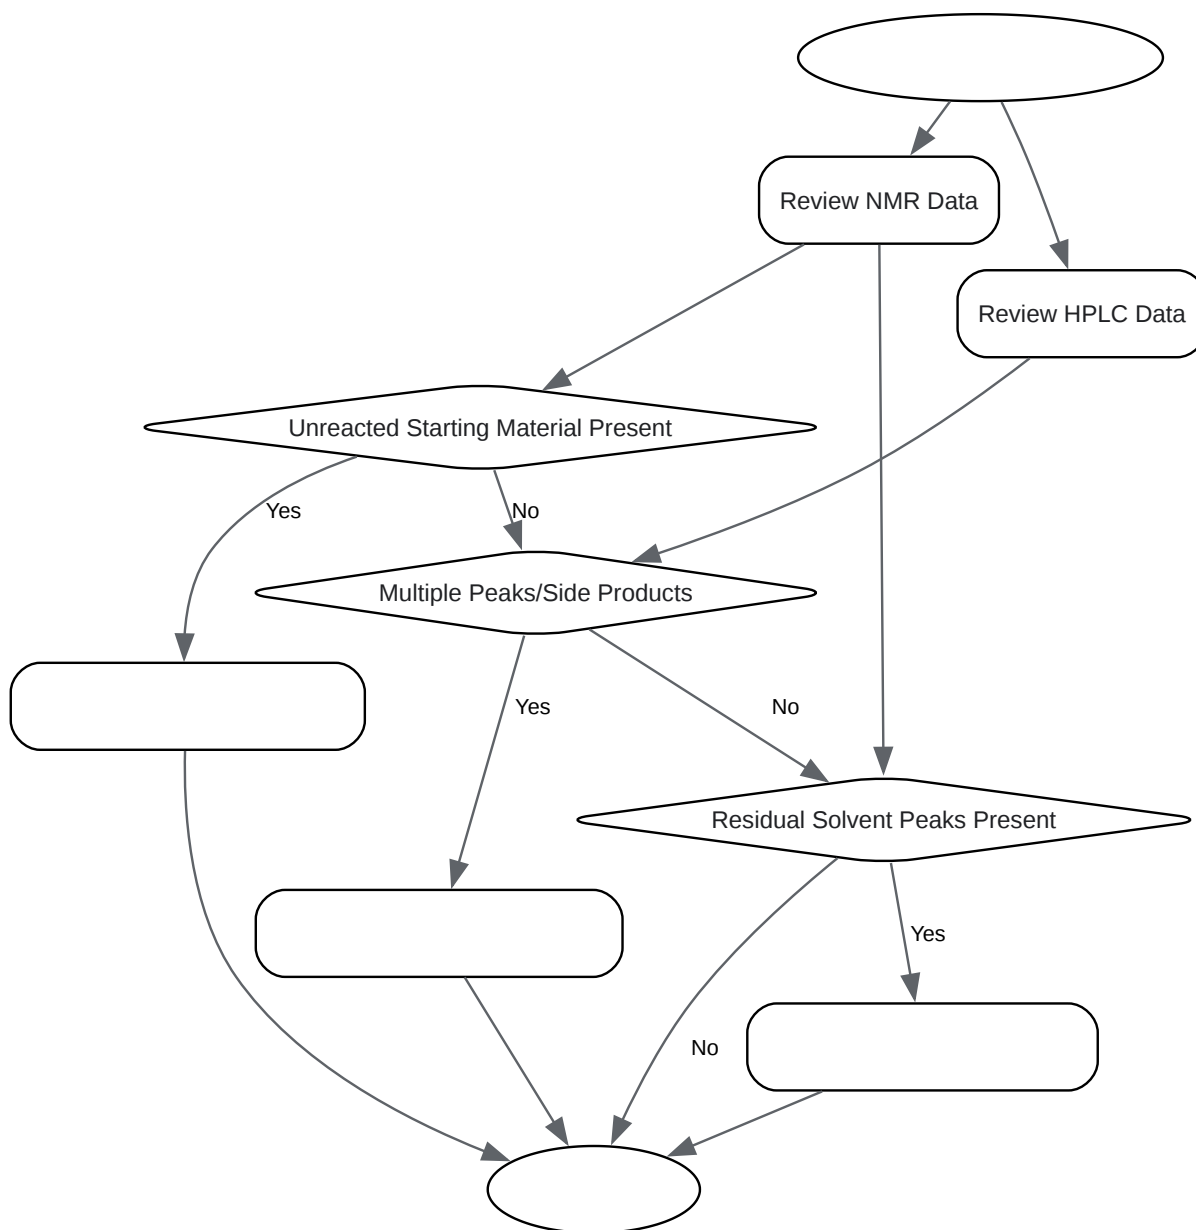 Review NMR Data
Review HPLC Data
Unreacted Starting Material Present
Yes
No
Multiple Peaks/Side Products
Yes
No
Residual Solvent Peaks Present
Yes
No